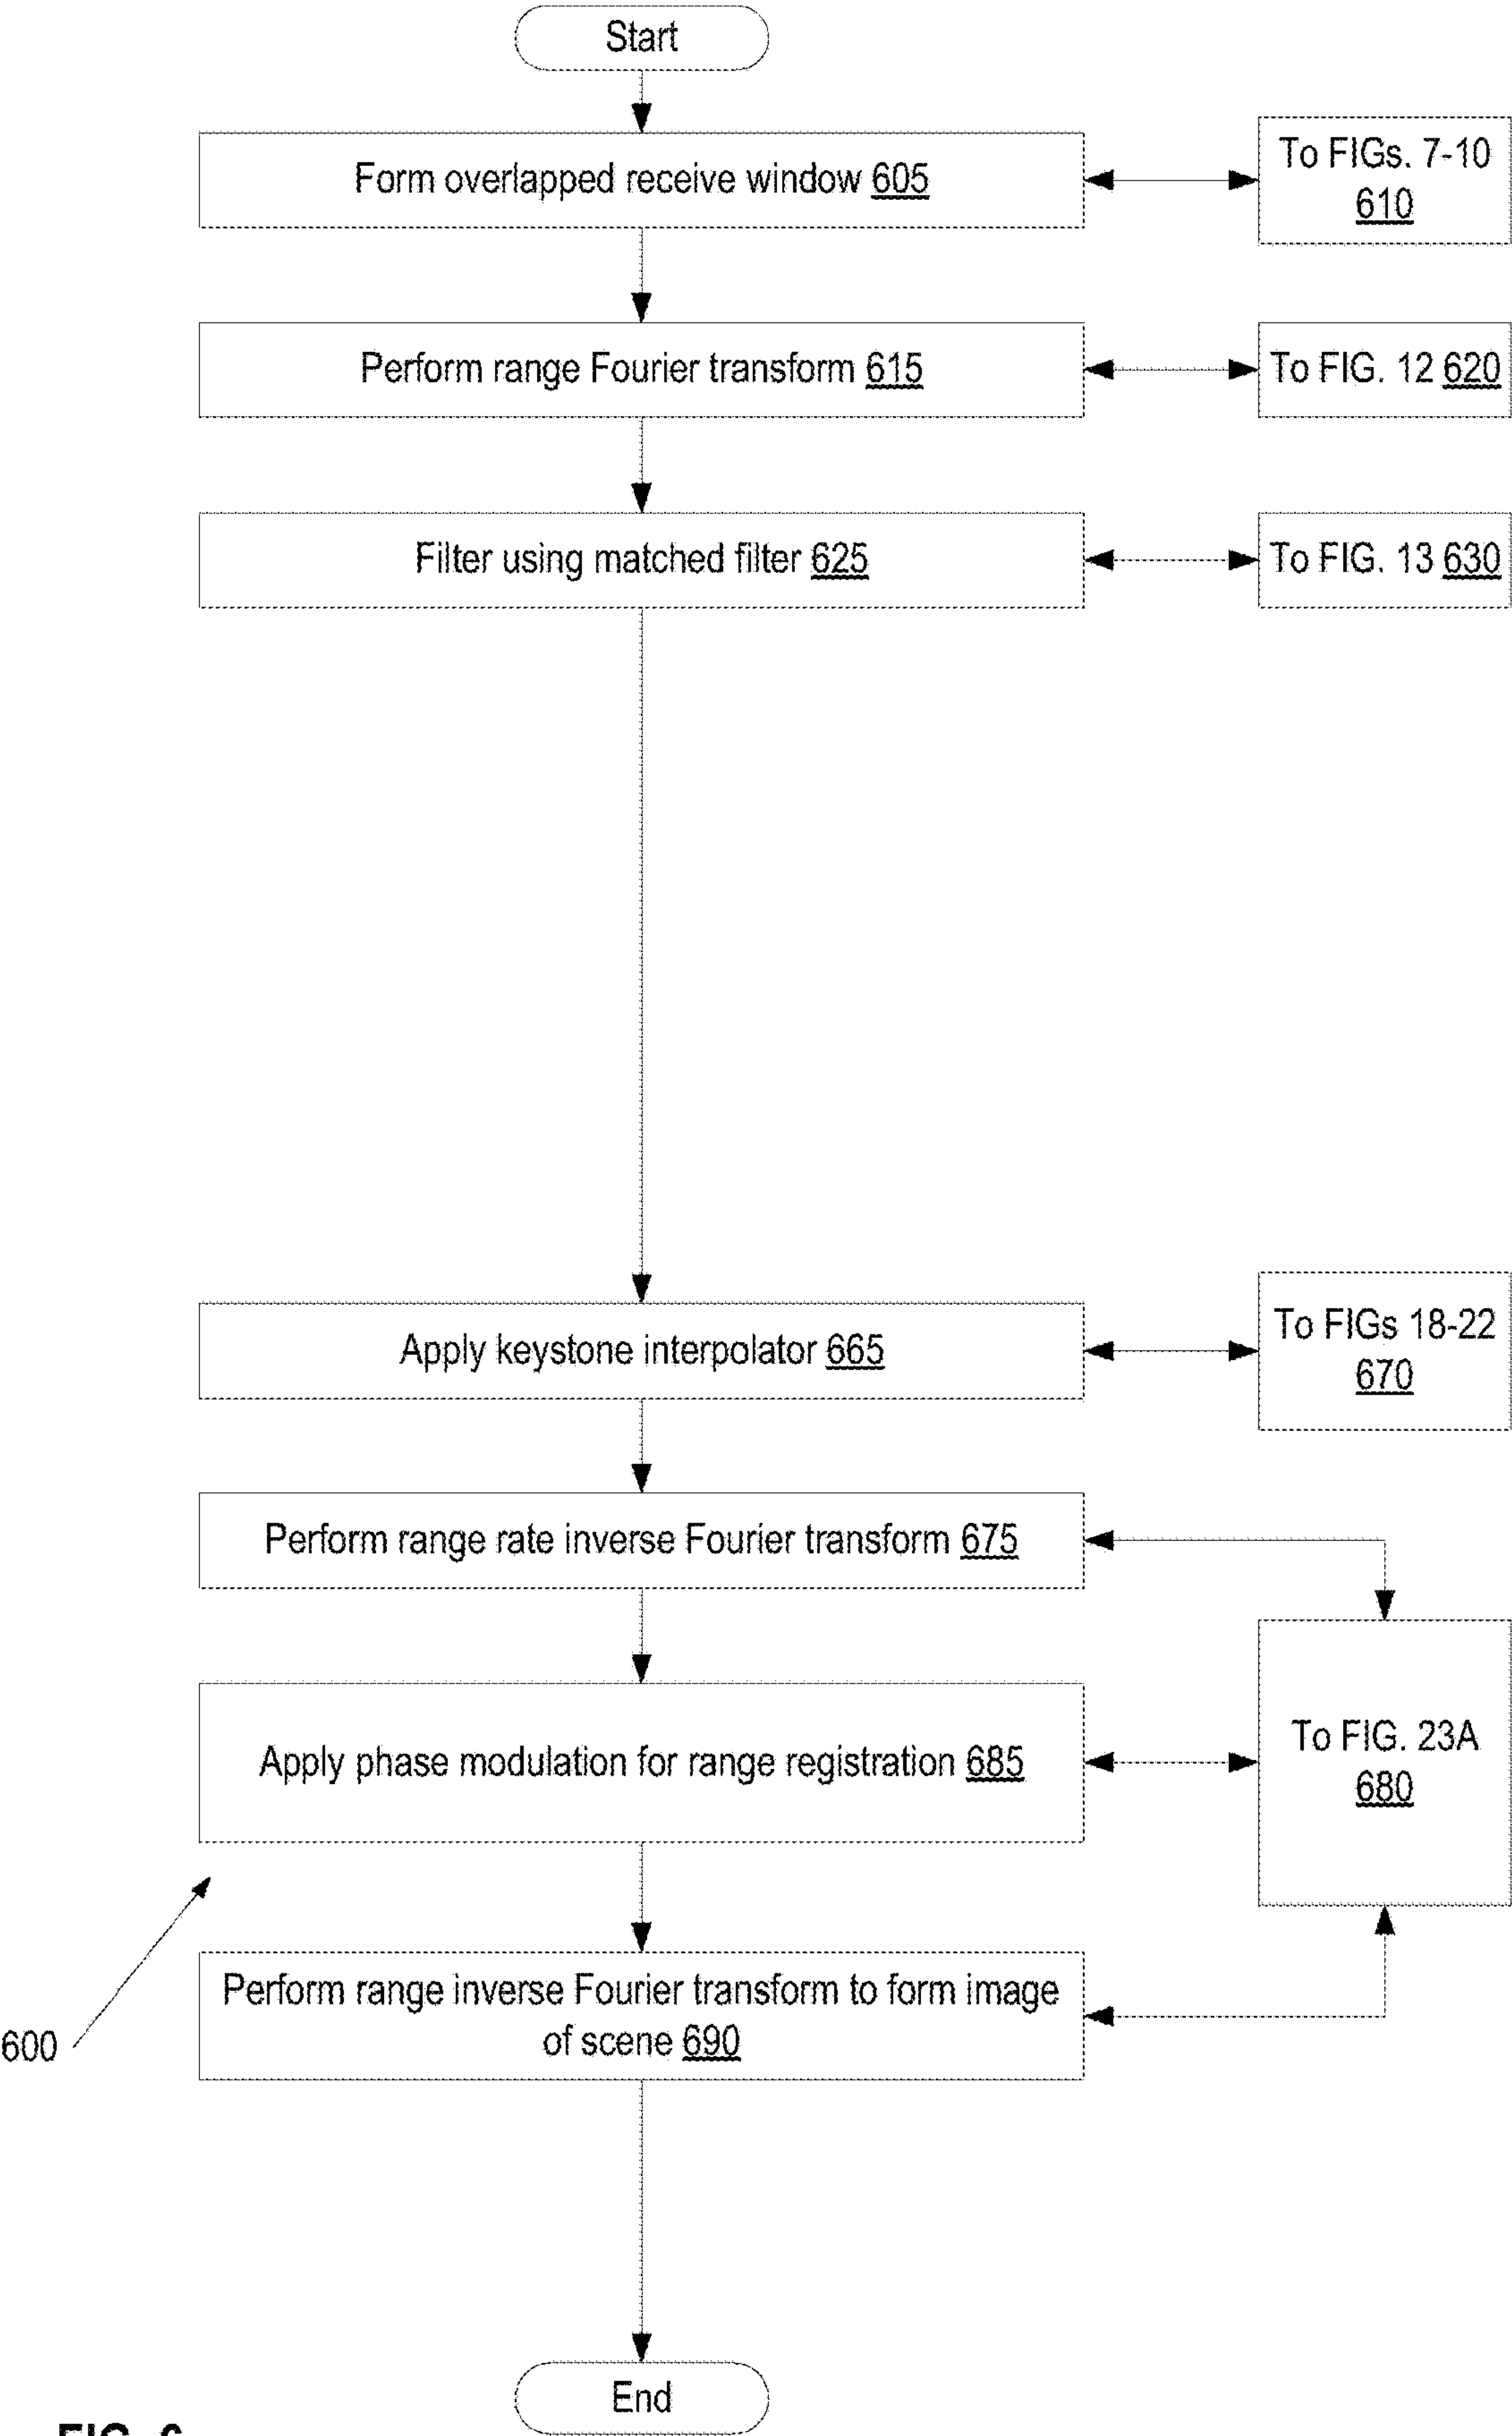 Start
Form overlapped receive window 605
To FIGs. 7-10
610
Perform range Fourier transform 615
To FIG. 12 620
Filter using matched filter 625
To FIG. 13 630
Apply keystone interpolator 665
To FIGs 18-22
670
Perform range rate inverse Fourier transform 675
Apply phase modulation for range registration 685
To FIG. 23A
680
Perform range inverse Fourier transform to form image
of scene 690
600
End
FIG. 6